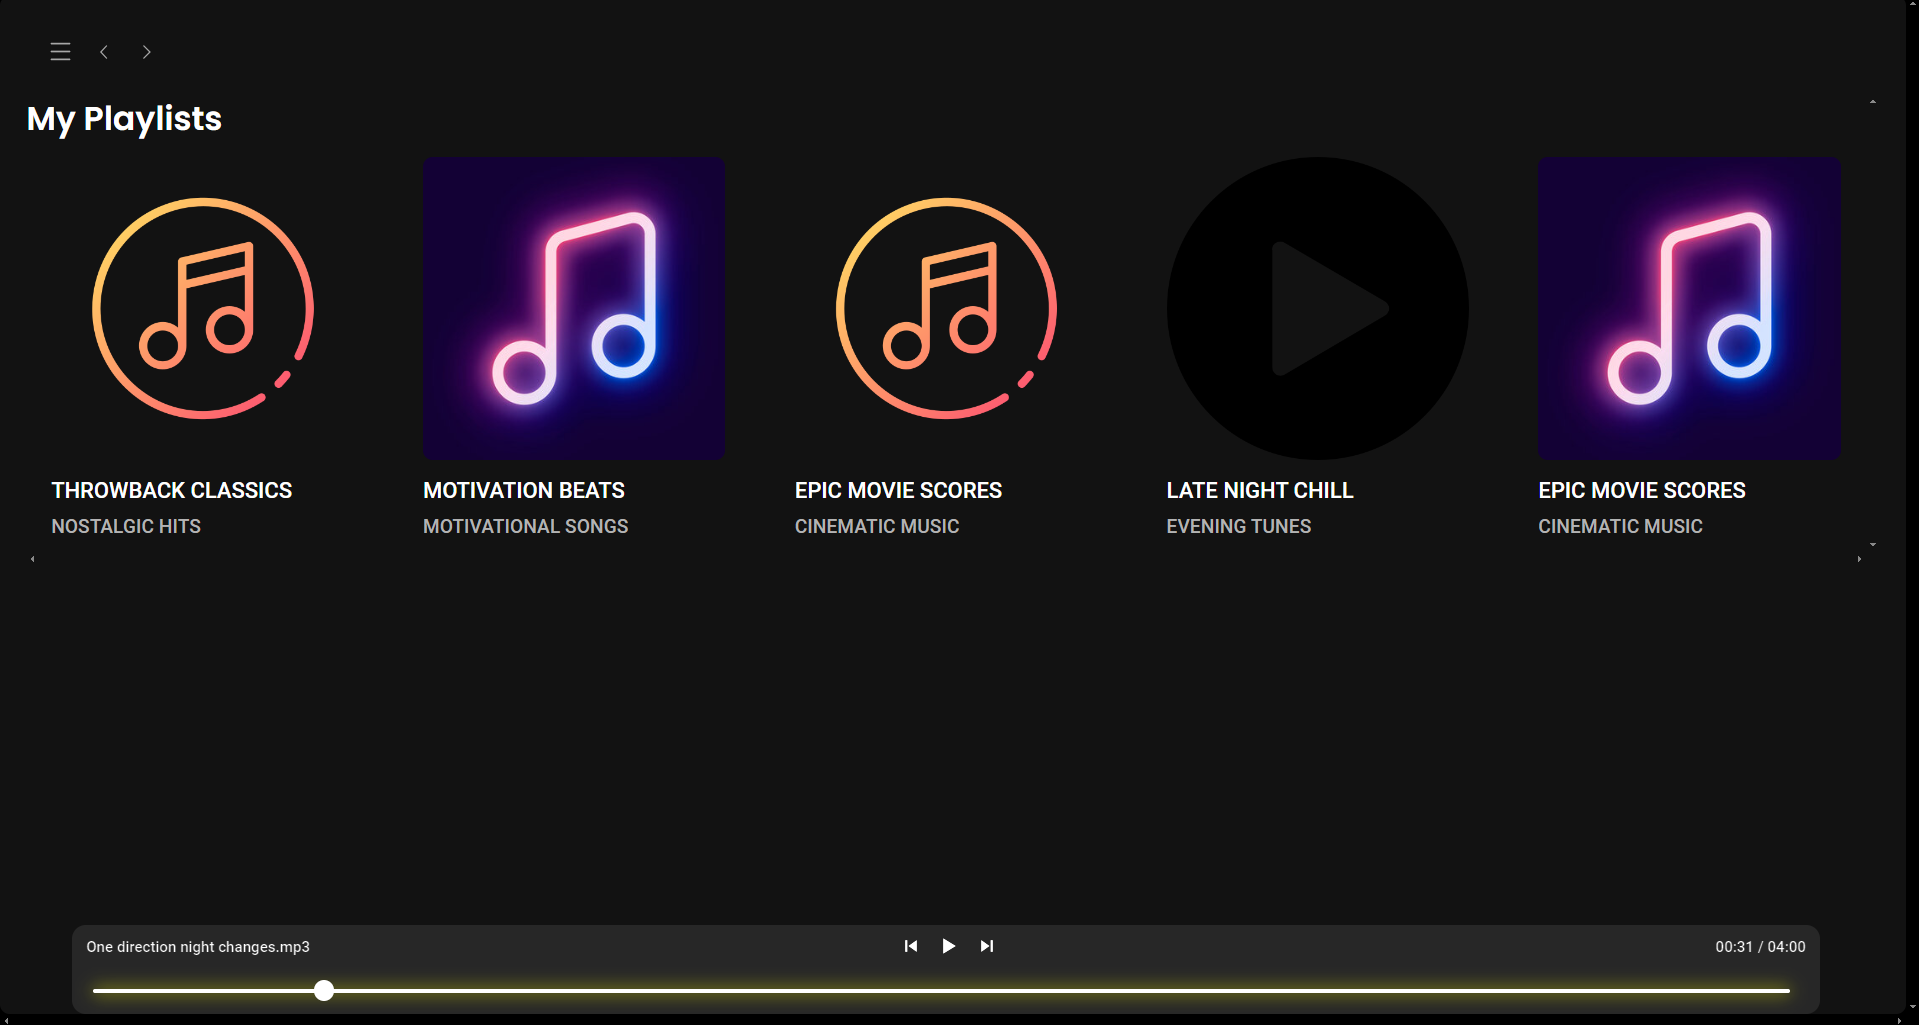 My Playlists
THROWBACK CLASSICS
NOSTALGIC HITS
MOTIVATION BEATS
MOTIVATIONAL SONGS
EPIC MOVIE SCORES
CINEMATIC MUSIC
LATE NIGHT CHILL
EVENING TUNES
EPIC MOVIE SCORES
CINEMATIC MUSIC
One direction night changes.mp3
00:31 / 04:00